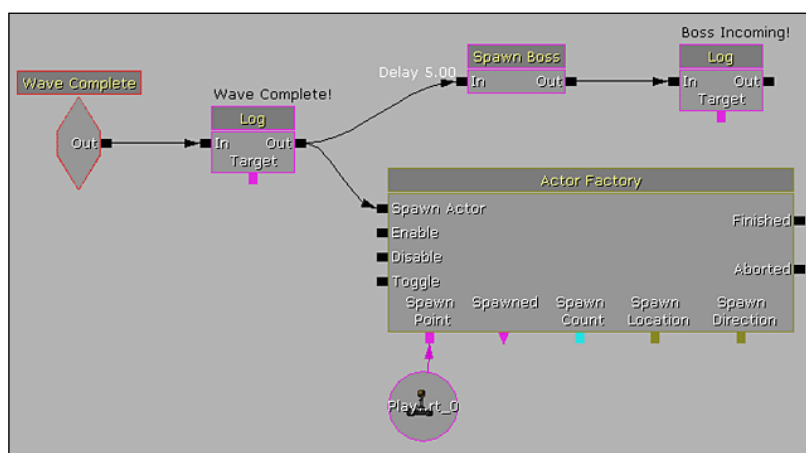 Wave Complete
Out
Wave Complete!
Log
In Out
Target
Delay 5.00
Spawn Boss
In Out
Boss Incoming!
Log
In Out
Target
Actor Factory
Spawn Actor
Enable
Disable
Toggle
Finished
Aborted
Spawn Point
Spawned
Spawn Count
Spawn Location
Spawn Direction